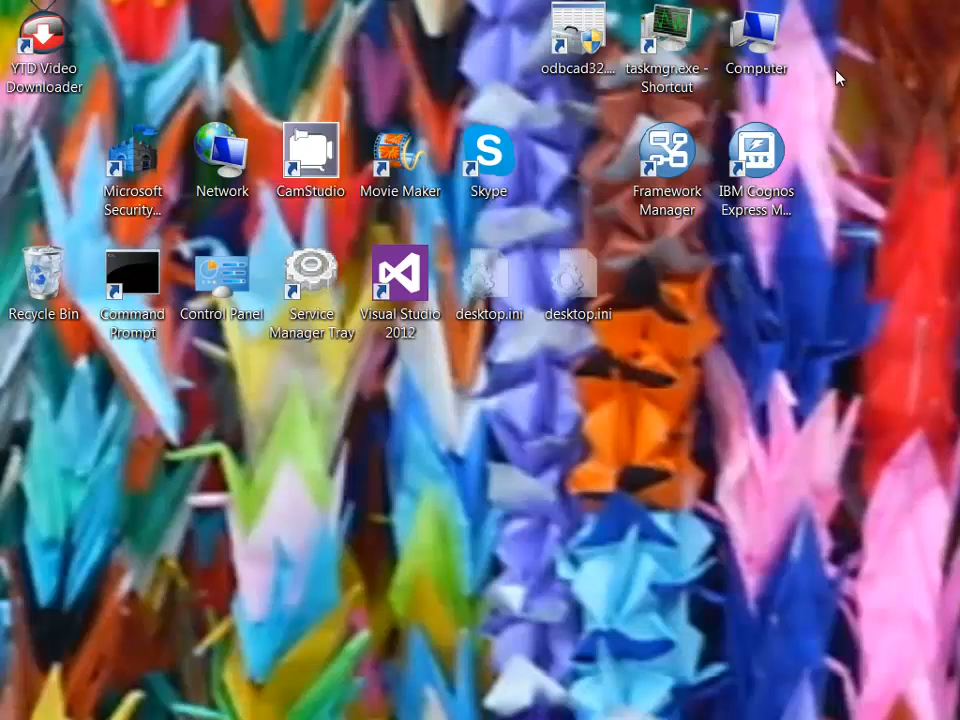 YTD Video
Downloader
odbcad32....
taskmgr.exe -
Shortcut
Computer
Microsoft
Security...
Network
CamStudio
Movie Maker
S
Skype
Framework
Manager
IBM Cognos
Express M...
Recycle Bin
Command
Prompt
Control Panel
Service
Manager Tray
Visual Studio
2012
desktop.ini
desktop.ini